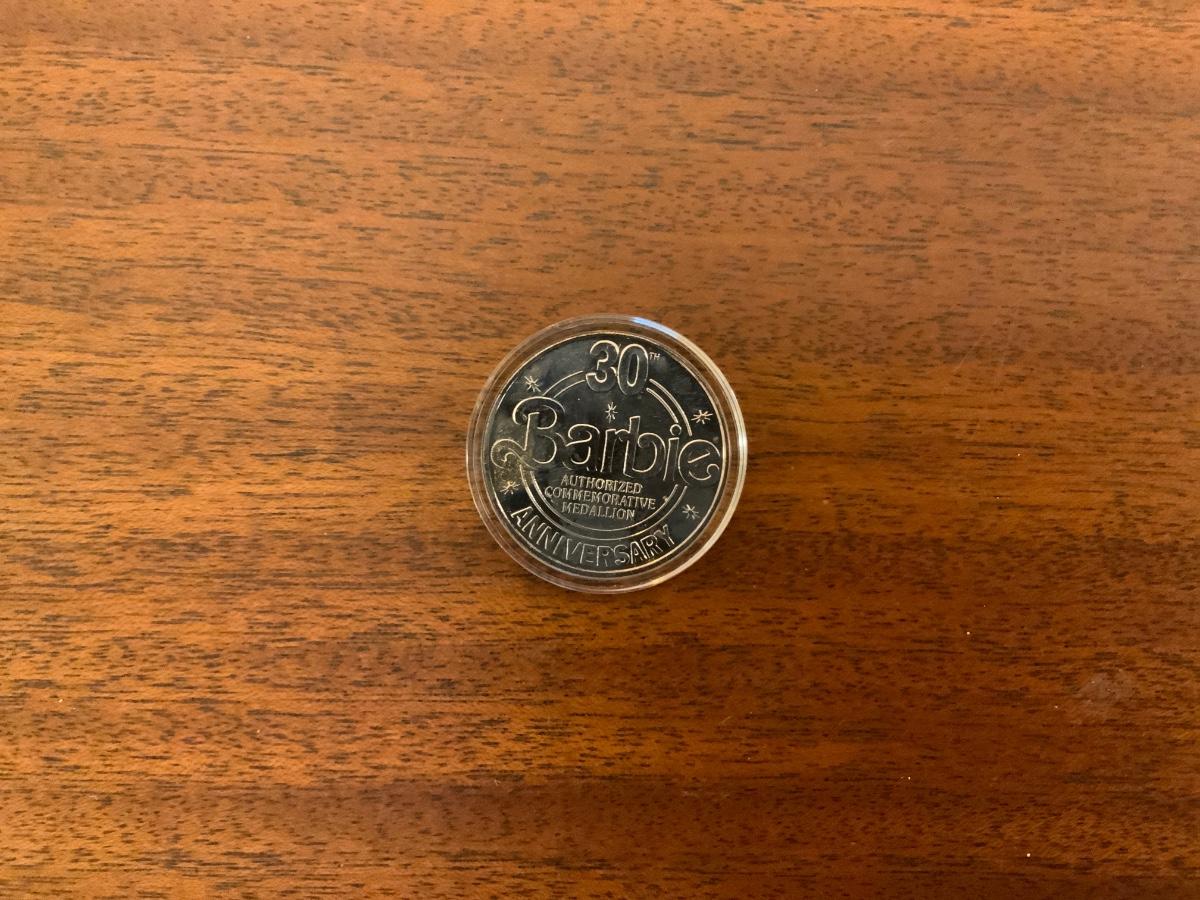 30TH
Barbie
AUTHORIZED
COMMEMORATIVE
MEDALLION
ANNIVERSARY